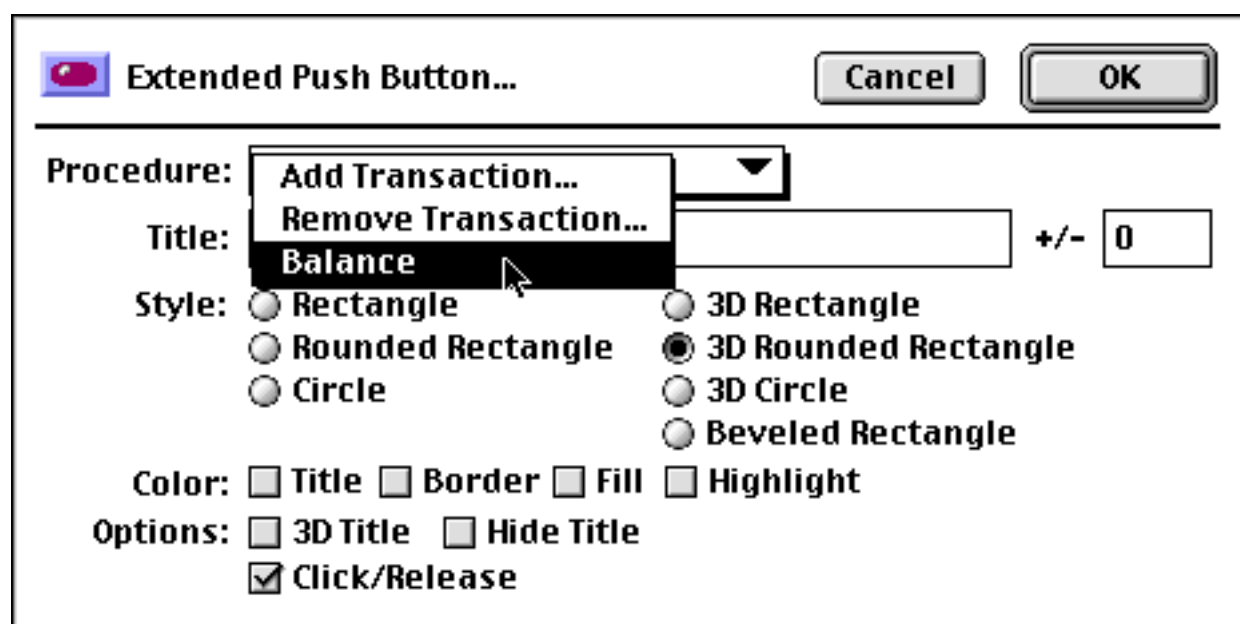 Extended Push Button... Cancel OK
Procedure:
Add Transaction...
Remove Transaction...
Title: +/- 0
Balance
Style: Rectangle 3D Rectangle
Rounded Rectangle 3D Rounded Rectangle
Circle 3D Circle
Beveled Rectangle
Color: Title Border Fill Highlight
Options: 3D Title Hide Title
Click/Release